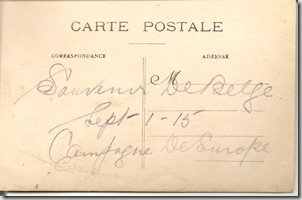 CARTE POSTALE
CORRESPONDANCE ADRESSE
M
Souvenir De Belge.
Sept - 1 - 15
Campagne De Europe